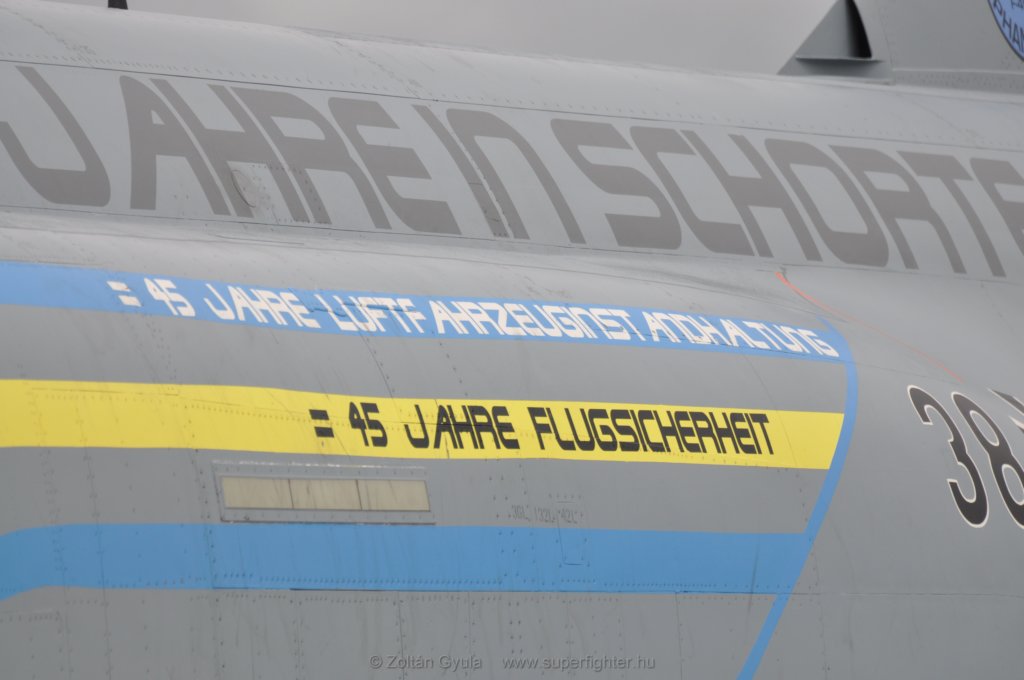 JAHRE IN SCHORTE
= 45 JAHRE LUFTFAHRZEUGINSTANDHALTUNG
= 45 JAHRE FLUGSICHERHEIT
38
© Zoltán Gyula www.superfighter.hu